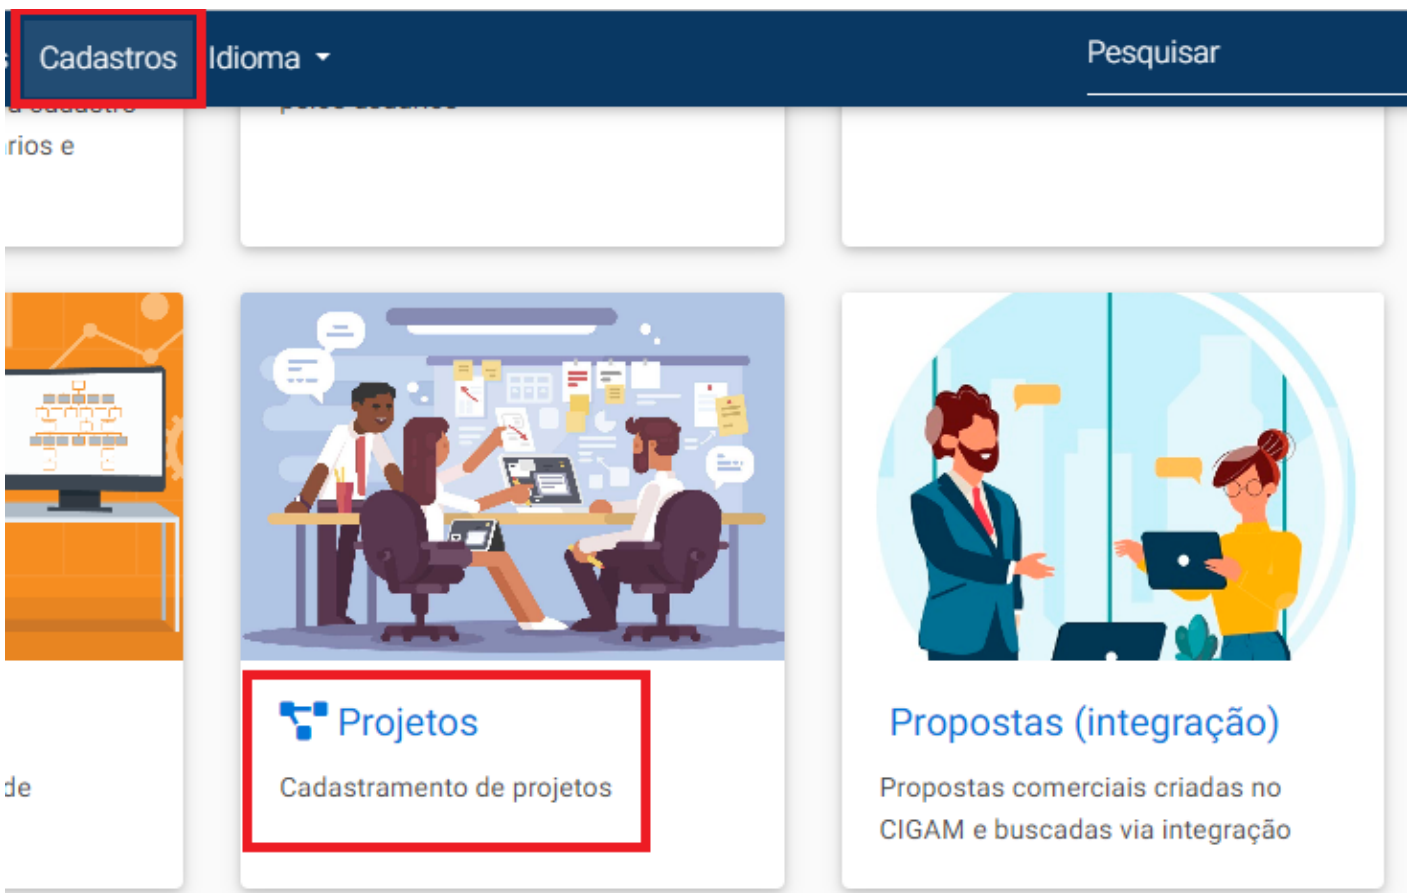 Cadastros Idioma Pesquisar
rios e
Projetos
Cadastramento de projetos
de
Propostas (integração)
Propostas comerciais criadas no
CIGAM e buscadas via integração